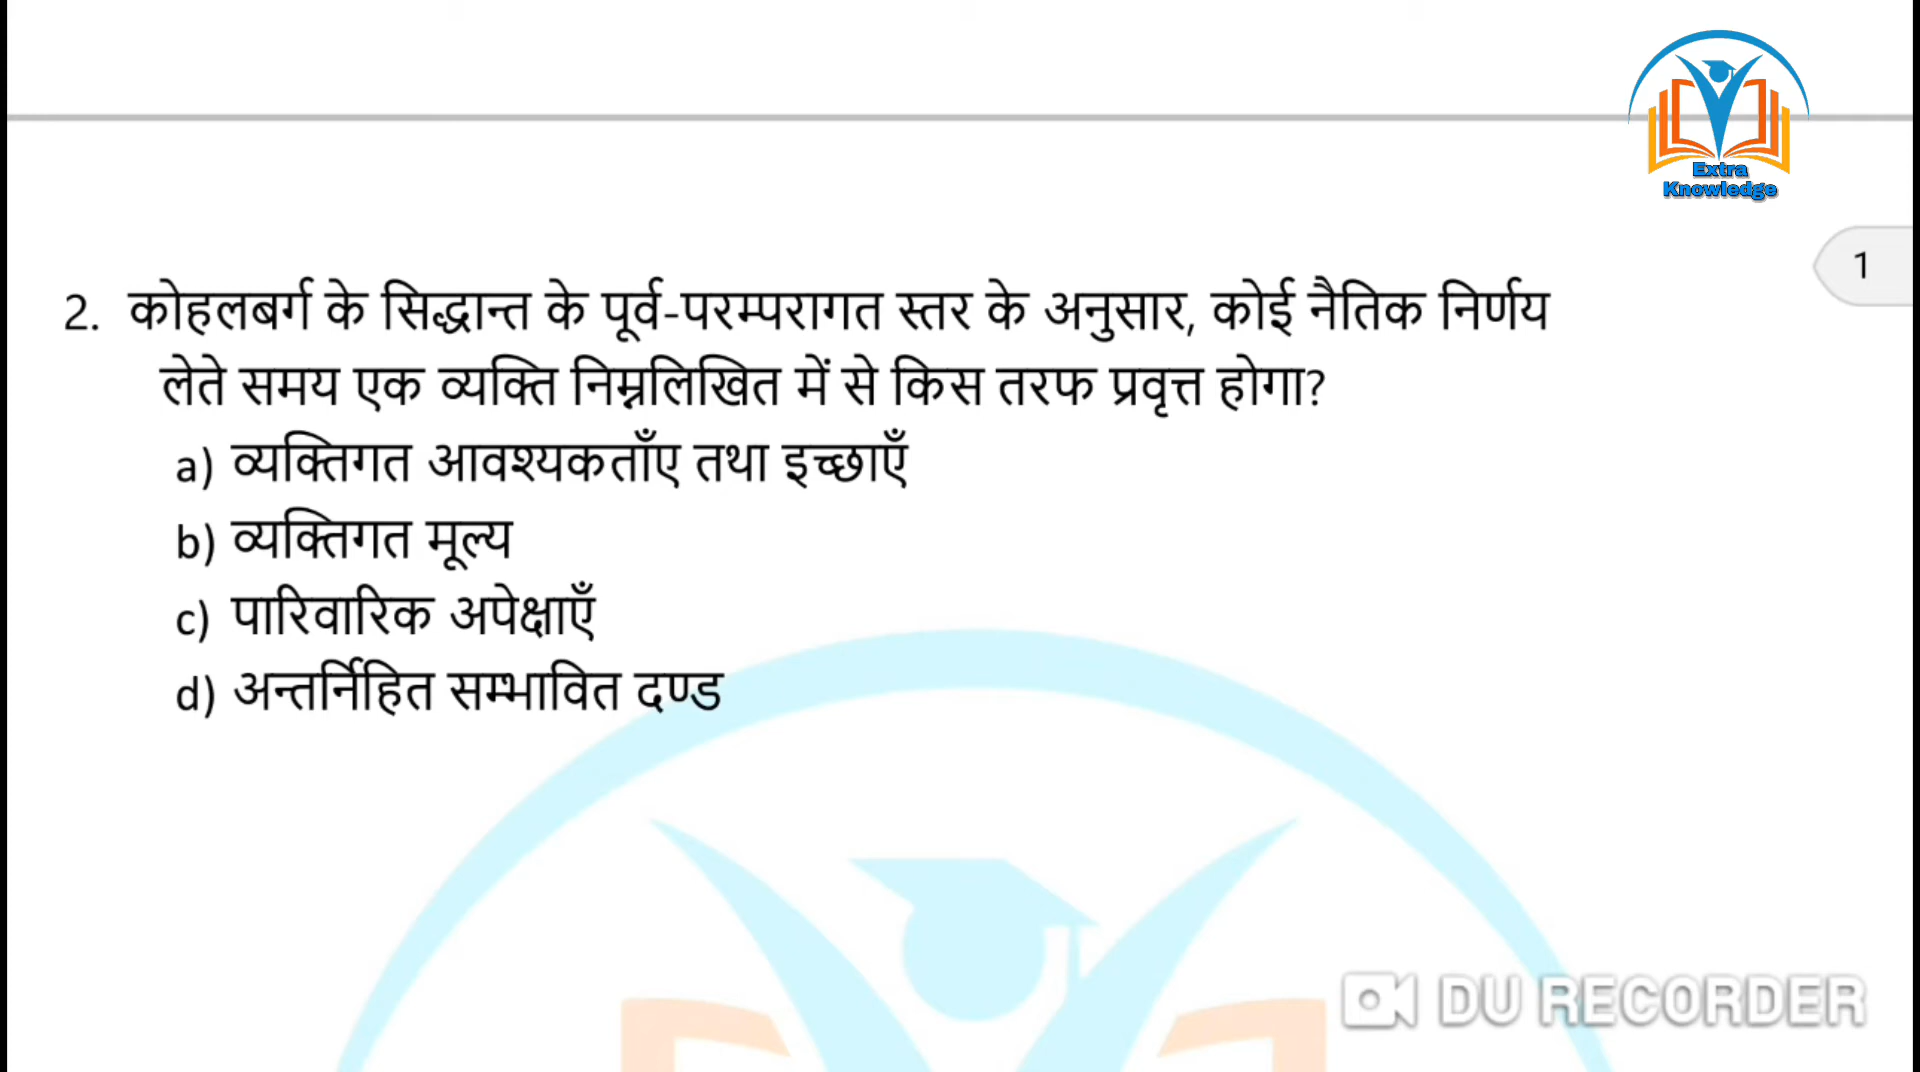 Extra
Knowledge
1
2. कोहलबर्ग के सिद्धान्त के पूर्व-परम्परागत स्तर के अनुसार, कोई नैतिक निर्णय
लेते समय एक व्यक्ति निम्नलिखित में से किस तरफ प्रवृत्त होगा?
a) व्यक्तिगत आवश्यकताँए तथा इच्छाएँ
b) व्यक्तिगत मूल्य
c) पारिवारिक अपेक्षाएँ
d) अन्तर्निहित सम्भावित दण्ड
DU RECORDER